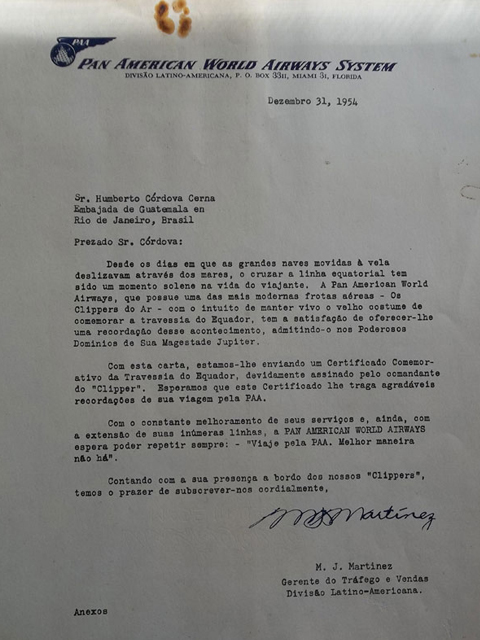 PAA
PAN AMERICAN WORLD AIRWAYS SYSTEM
DIVISÃO LATINO-AMERICANA, P. O. BOX 3311, MIAMI 31, FLORIDA
Dezembro 31, 1954
Sr. Humberto Córdova Cerna
Embajada de Guatemala en
Rio de Janeiro, Brasil
Prezado Sr. Córdova:
Desde os dias em que as grandes naves movidas à vela
deslizavam através dos mares, o cruzar a linha equatorial tem
sido um momento solene na vida do viajante. A Pan American World
Airways, que possue uma das mais modernas frotas aéreas - Os
Clippers do Ar - com o intuito de manter vivo o velho costume de
comemorar a travessia do Equador, tem a satisfação de oferecer-lhe
uma recordação desse acontecimento, admitindo-o nos Poderosos
Dominios de Sua Magestade Jupiter.
Com esta carta, estamos-lhe enviando um Certificado Comemor-
ativo da Travessia do Equador, devidamente assinado pelo comandante
do "Clipper". Esperamos que este Certificado lhe traga agradáveis
recordações de sua viagem pela PAA.
Com o constante melhoramento de seus serviços e, ainda, com
a extensão de suas inúmeras linhas, a PAN AMERICAN WORLD AIRWAYS
espera poder repetir sempre: - "Viaje pela PAA. Melhor maneira
não há".
Contando com a sua presença a bordo dos nossos "Clippers",
temos o prazer de subscrever-nos cordialmente,
M J Martinez
M. J. Martinez
Gerente do Tráfego e Vendas
Divisão Latino-Americana.
Anexos